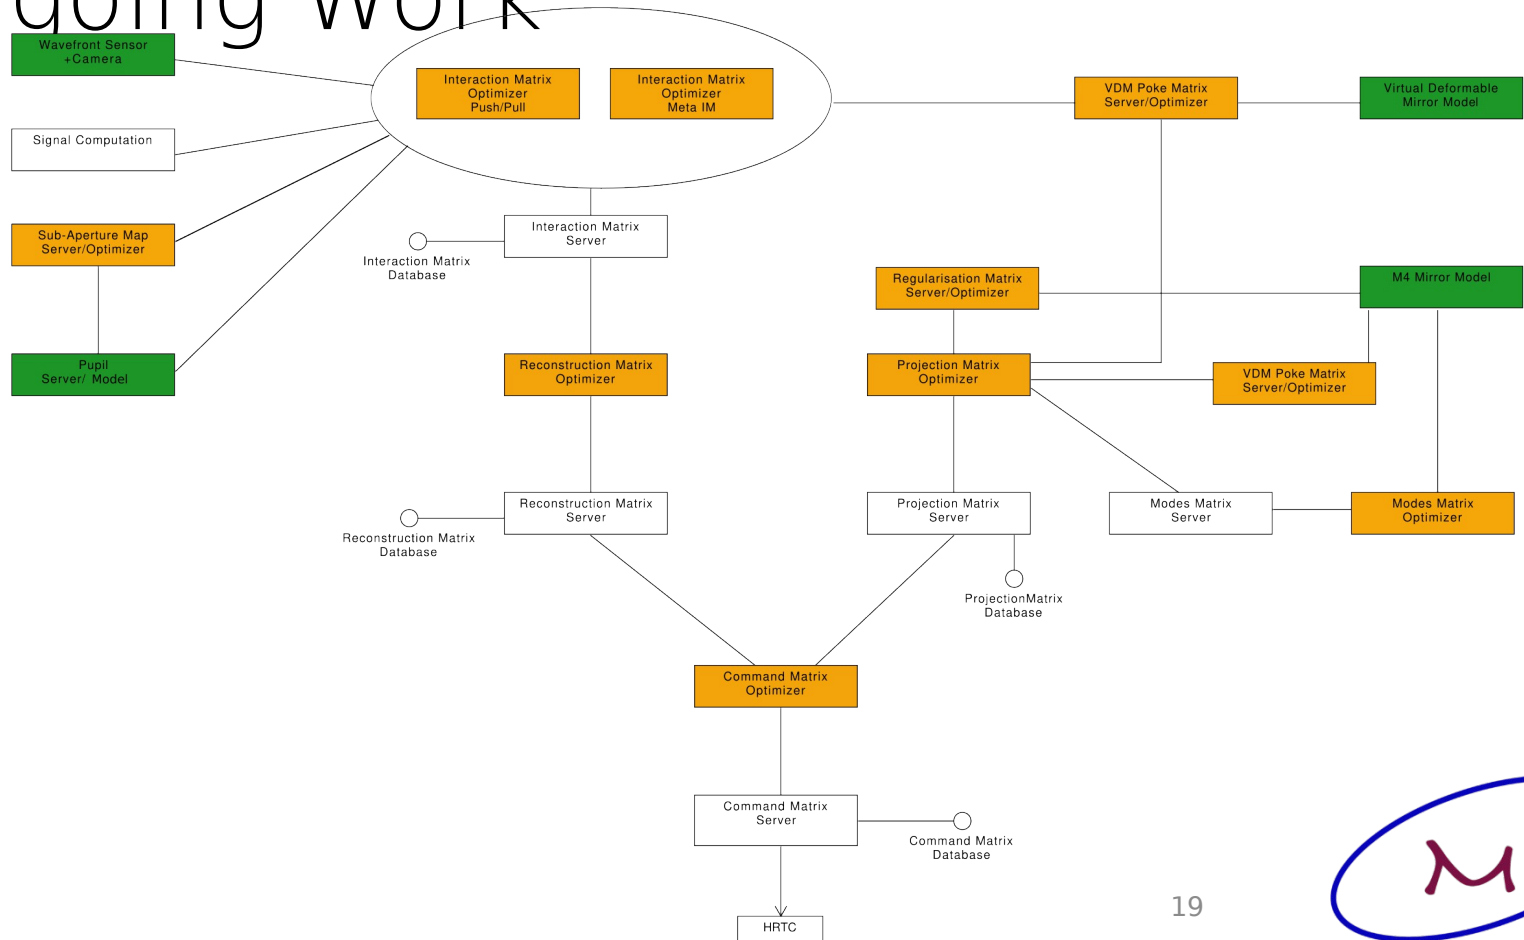 going Work
Wavefront Sensor
+Camera
Interaction Matrix
Optimizer
Push/Pull
Interaction Matrix
Optimizer
Meta IM
VDM Poke Matrix
Server/Optimizer
Virtual Deformable
Mirror Model
Signal Computation
Sub-Aperture Map
Server/Optimizer
Interaction Matrix
Server
Interaction Matrix
Database
Regularisation Matrix
Server/Optimizer
M4 Mirror Model
Pupil
Server/ Model
Reconstruction Matrix
Optimizer
Projection Matrix
Optimizer
VDM Poke Matrix
Server/Optimizer
Reconstruction Matrix
Server
Reconstruction Matrix
Database
Projection Matrix
Server
Modes Matrix
Server
Modes Matrix
Optimizer
ProjectionMatrix
Database
Command Matrix
Optimizer
Command Matrix
Server
Command Matrix
Database
HRTC
19
M